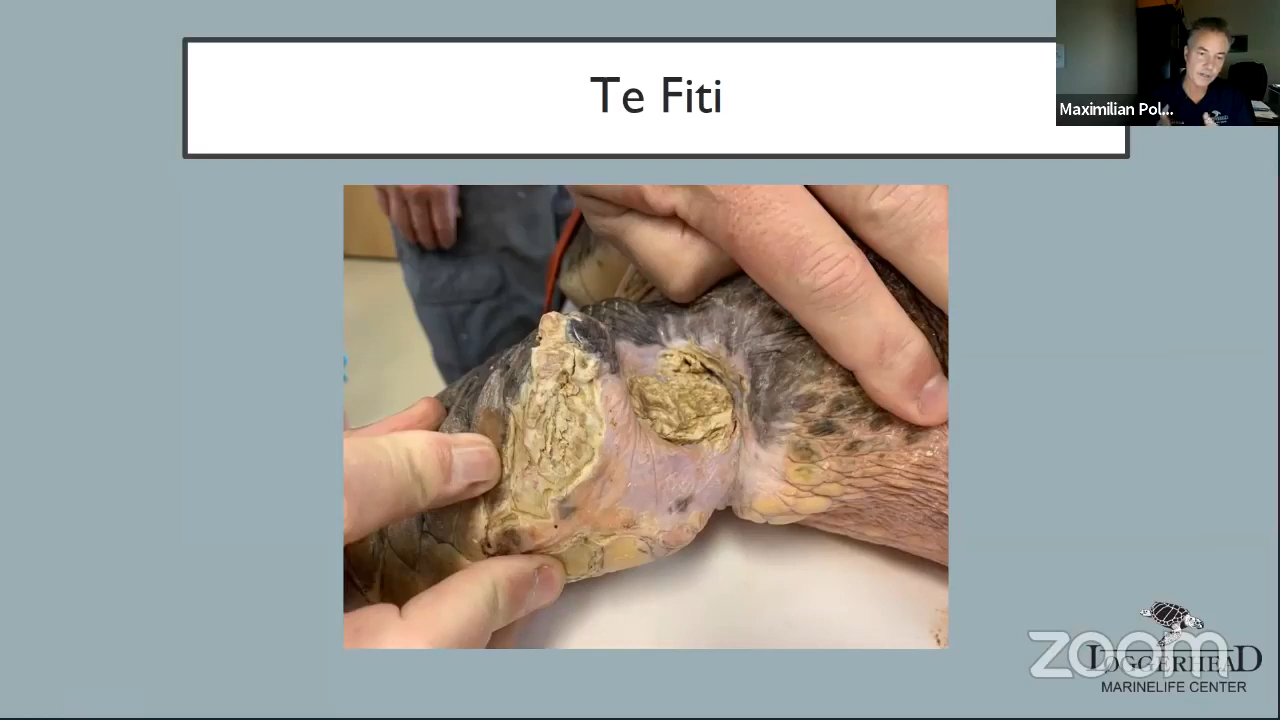 Te Fiti
Maximilian Pol...
zoom
LOGGERHEAD
MARINELIFE CENTER